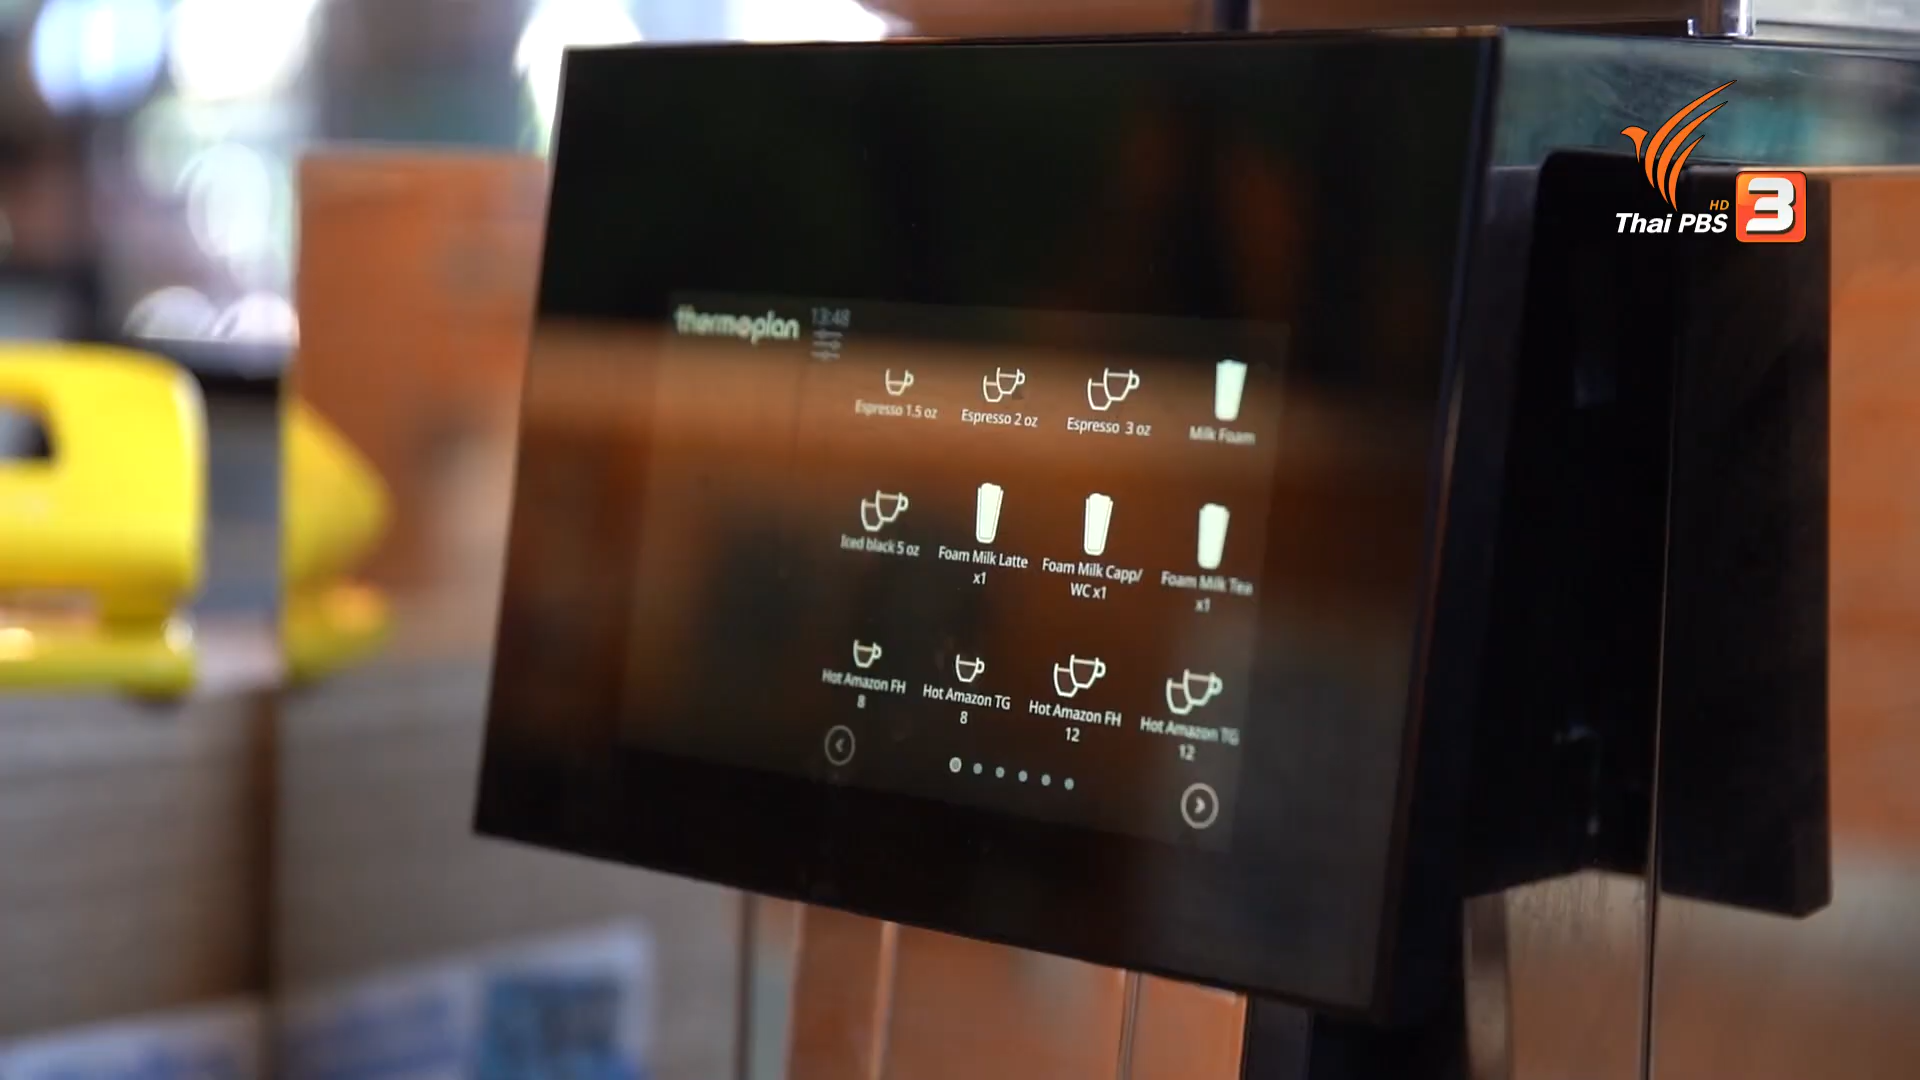 HD
Thai PBS 3
thermoplan 13:48
Espresso 1.5 oz
Espresso 2 oz
Espresso 3 oz
Milk Foam
Iced black 5 oz
Foam Milk Latte
x1
Foam Milk Capp/
WC x1
Foam Milk Tea
x1
Hot Amazon FH
8
Hot Amazon TG
8
Hot Amazon FH
12
Hot Amazon TG
12